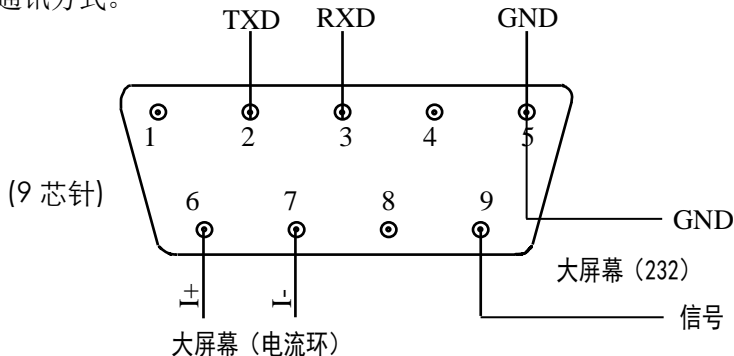 通讯方式。
TXD RXD GND
1 2 3 4 5
(9 芯针)
6 7 8 9
GND
大屏幕（232）
I+ I-
信号
大屏幕（电流环）